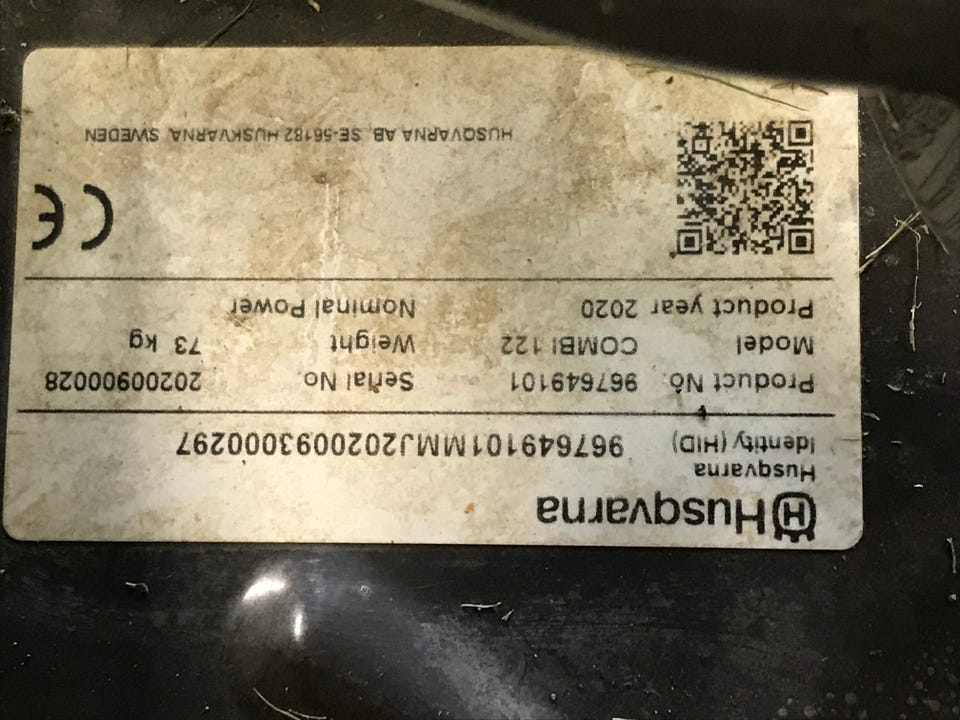 Husqvarna
Husqvarna
Identity (HID) 967649101MMJ2020093000297
Product No 967649101 Serial No. 20200900028
Model COMBI 122 Weight 73 kg
Product year 2020 Nominal Power
CE
HUSQVARNA AB, SE-56182 HUSKVARNA, SWEDEN